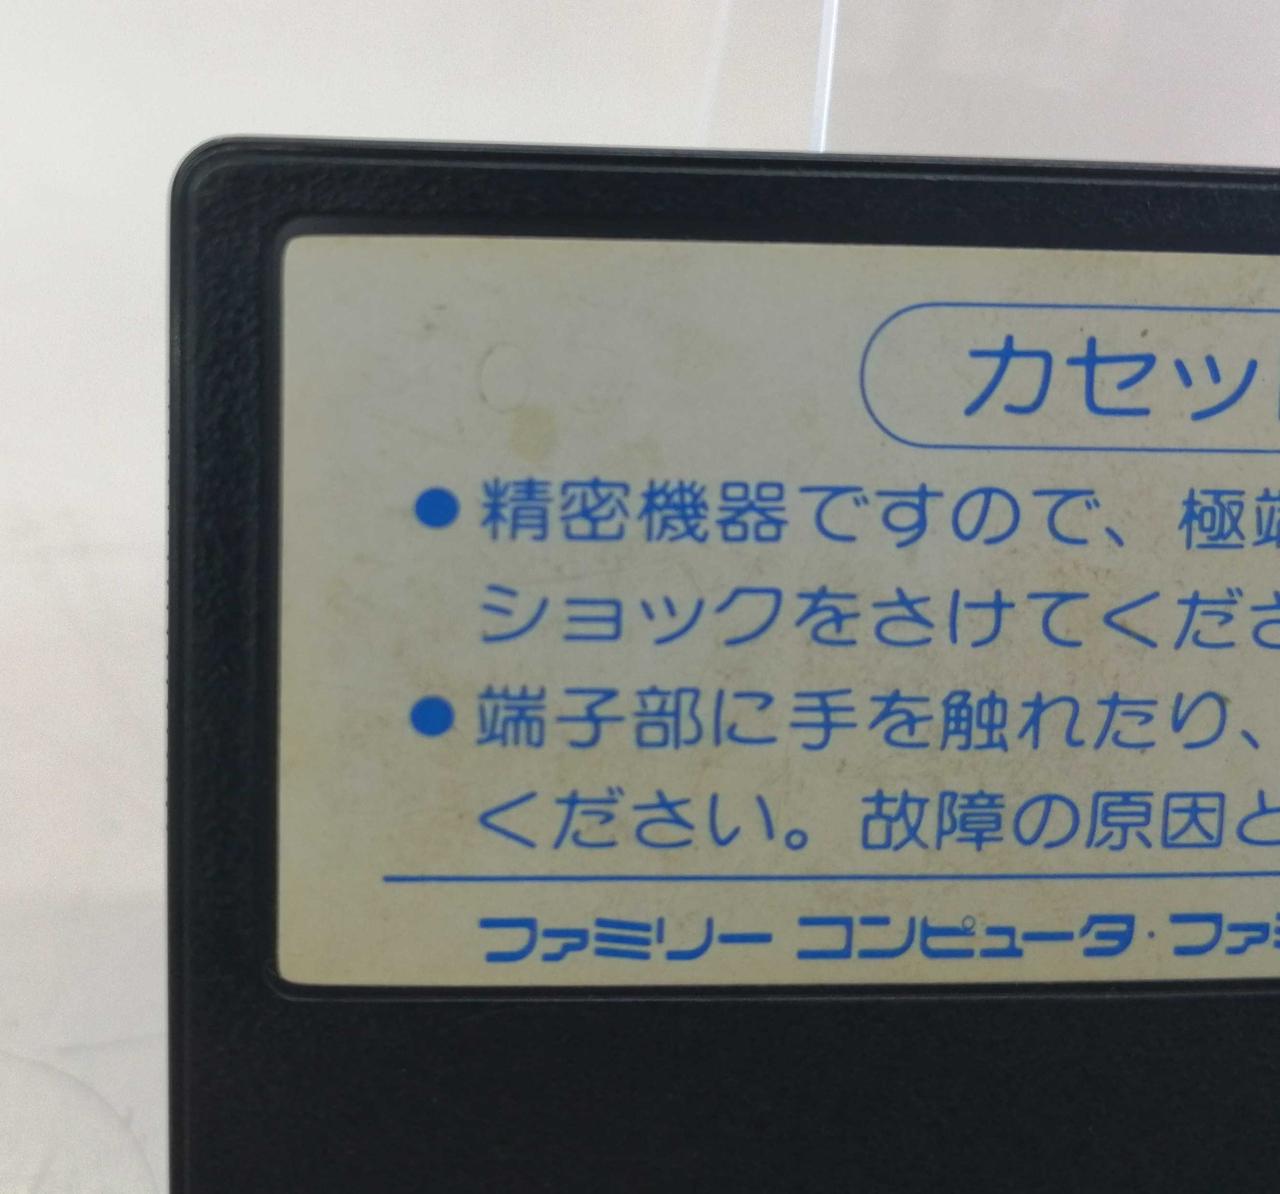 カセッ
●精密機器ですので、極端
ショックをさけてくださ
●端子部に手を触れたり、
ください。故障の原因と
ファミリー コンピュータ・ファミ